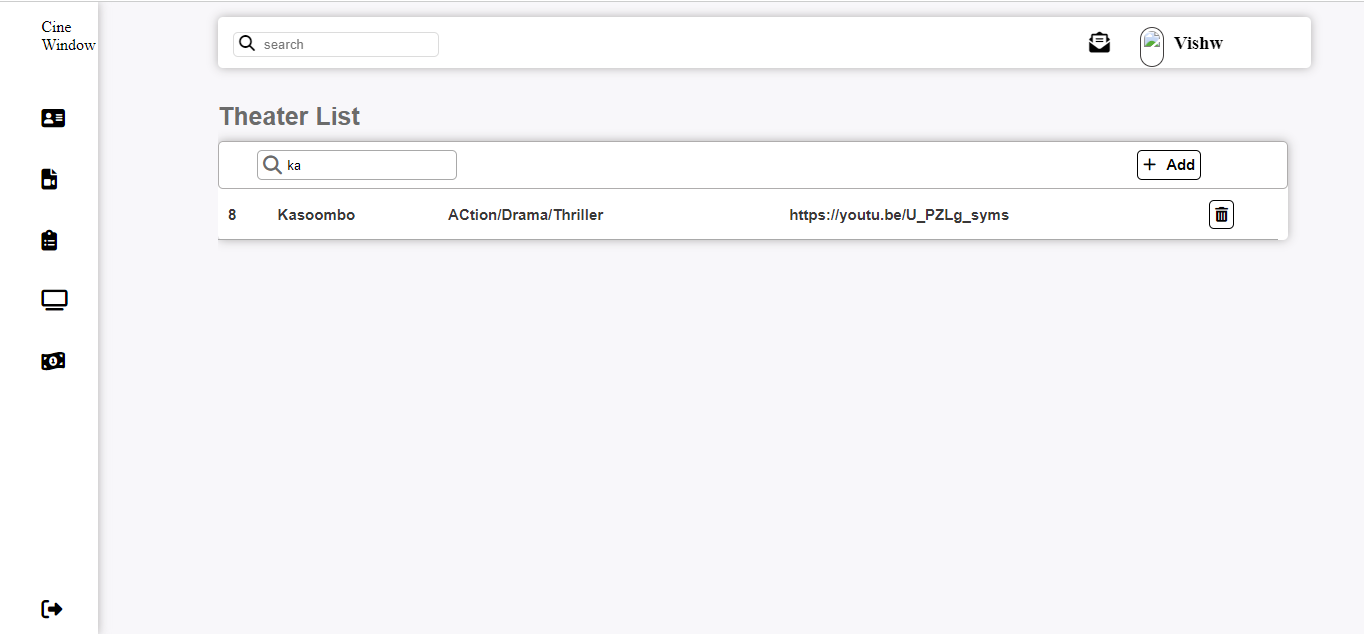 Cine
Window
search
Vishw
Theater List
ka
+ Add
8 Kasoombo ACtion/Drama/Thriller https://youtu.be/U_PZLg_syms